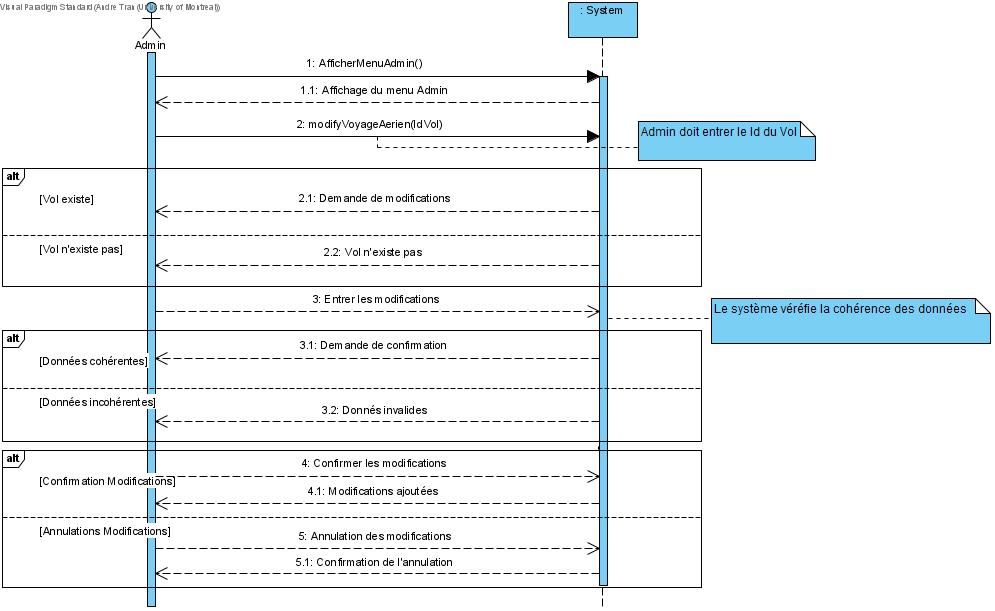 Visual Paradigm Standard(Andre Tran(University of Montreal))
: System
Admin
1: AfficherMenuAdmin()
1.1: Affichage du menu Admin
2: modifyVoyageAerien(IdVol)
Admin doit entrer le Id du Vol
alt
[Vol existe]
2.1: Demande de modifications
[Vol n'existe pas]
2.2: Vol n'existe pas
3: Entrer les modifications
Le système véréfie la cohérence des données
alt
3.1: Demande de confirmation
[Données cohérentes]
[Données incohérentes]
3.2: Donnés invalides
alt
4: Confirmer les modifications
[Confirmation Modifications]
4.1: Modifications ajoutées
[Annulations Modifications]
5: Annulation des modifications
5.1: Confirmation de l'annulation